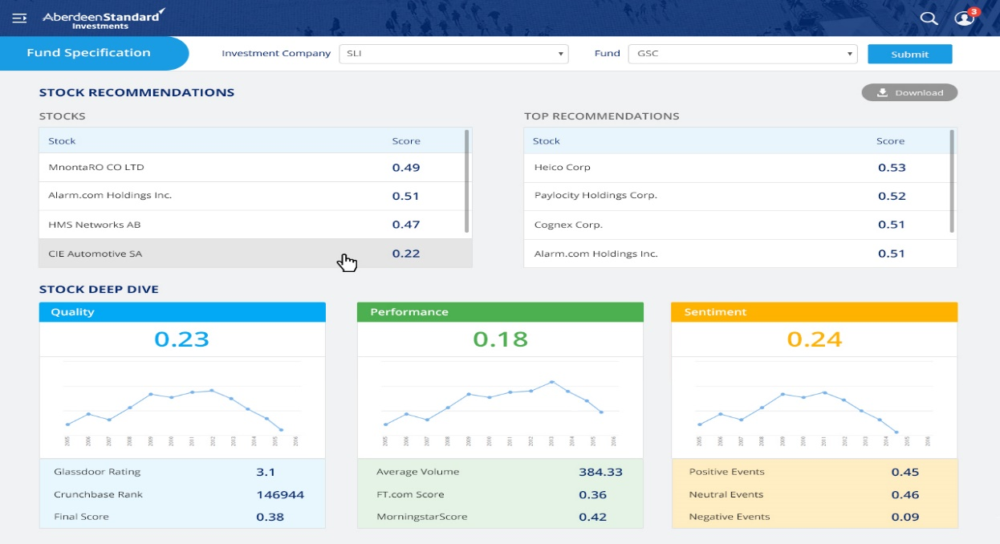 AberdeenStandard
Investments
3
Fund Specification
Investment Company
SLI
Fund
GSC
Submit
STOCK RECOMMENDATIONS
Download
STOCKS
Stock Score
MnontaRO CO LTD 0.49
Alarm.com Holdings Inc. 0.51
HMS Networks AB 0.47
CIE Automotive SA 0.22
TOP RECOMMENDATIONS
Stock Score
Heico Corp 0.53
Paylocity Holdings Corp. 0.52
Cognex Corp. 0.51
Alarm.com Holdings Inc. 0.51
STOCK DEEP DIVE
Quality
0.23
2005 2006 2007 2008 2009 2010 2011 2012 2013 2014 2015 2016
Glassdoor Rating 3.1
Crunchbase Rank 146944
Final Score 0.38
Performance
0.18
2005 2006 2007 2008 2009 2010 2011 2012 2013 2014 2015 2016
Average Volume 384.33
FT.com Score 0.36
MorningstarScore 0.42
Sentiment
0.24
2005 2006 2007 2008 2009 2010 2011 2012 2013 2014 2015 2016
Positive Events 0.45
Neutral Events 0.46
Negative Events 0.09